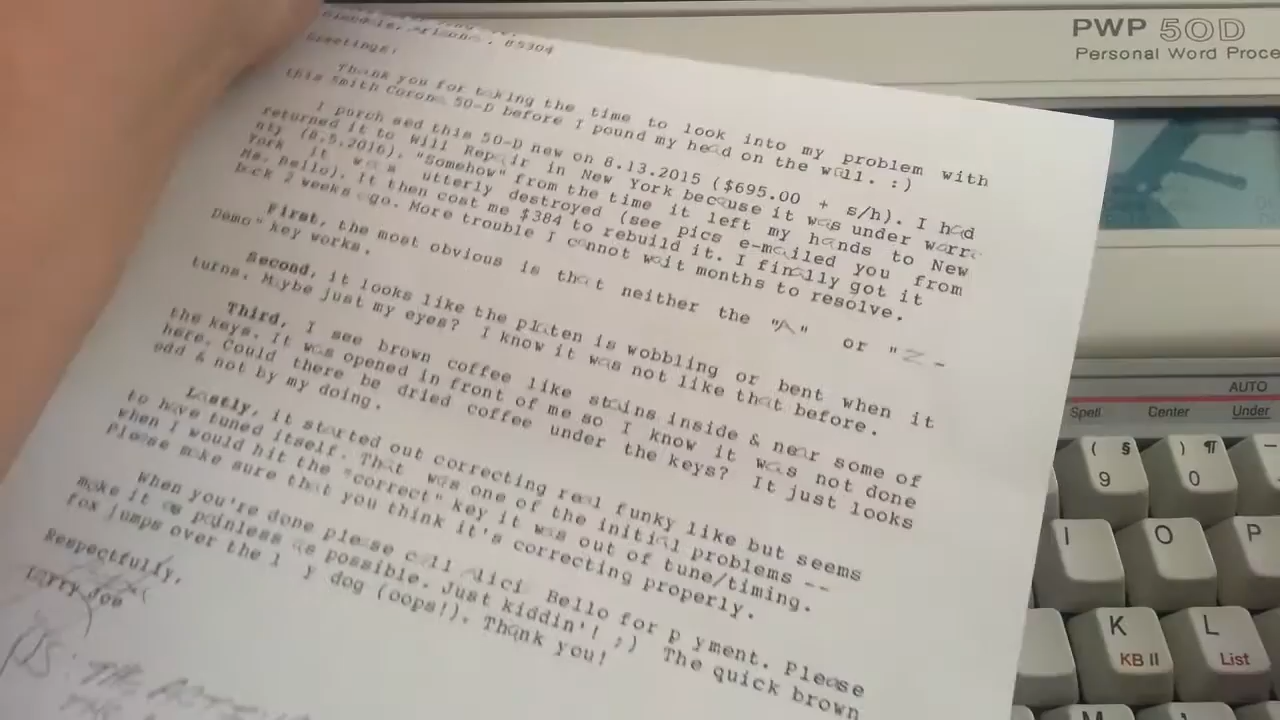 Arizona. 85304
Greetings,
Thank you for taking the time to look into my problem with
this Smith Corona 50-D before I pound my head on the wall. :)
I purch sed this 50-D new on 8.13.2015 ($695.00 + s/h). I had
returned it to Will Repair in New York because it was under warra
nty (8.5.2016). "Somehow" from the time it left my hands to New
York it was utterly destroyed (see pics e-mailed you from
Ms. Bello). It then cost me $384 to rebuild it. I finally got it
back 2 weeks ago. More trouble I cannot wait months to resolve.
First, the most obvious is that neither the "A" or "Z -
Demo" key works.
Second, it looks like the platen is wobbling or bent when it
turns. Maybe just my eyes? I know it was not like that before.
Third, I see brown coffee like stains inside & near some of
the keys. It was opened in front of me so I know it was not done
here. Could there be dried coffee under the keys? It just looks
odd & not by my doing.
Lastly, it started out correcting real funky like but seems
to have tuned itself. That was one of the initial problems --
when I would hit the "correct" key it was out of tune/timing.
Please make sure that you think it's correcting properly.
When you're done please c ll lici Bello for p yment. Please
make it as painless as possible. Just kiddin'! ;) The quick brown
fox jumps over the l y dog (oops!). Thank you!
Respectfully,
Larry Joe
PS: THE
THE
PWP 50D
Personal Word Proce
AUTO
Spell Center Under
( § 9 ) ¶ 0
I O P
K KB II L List
M